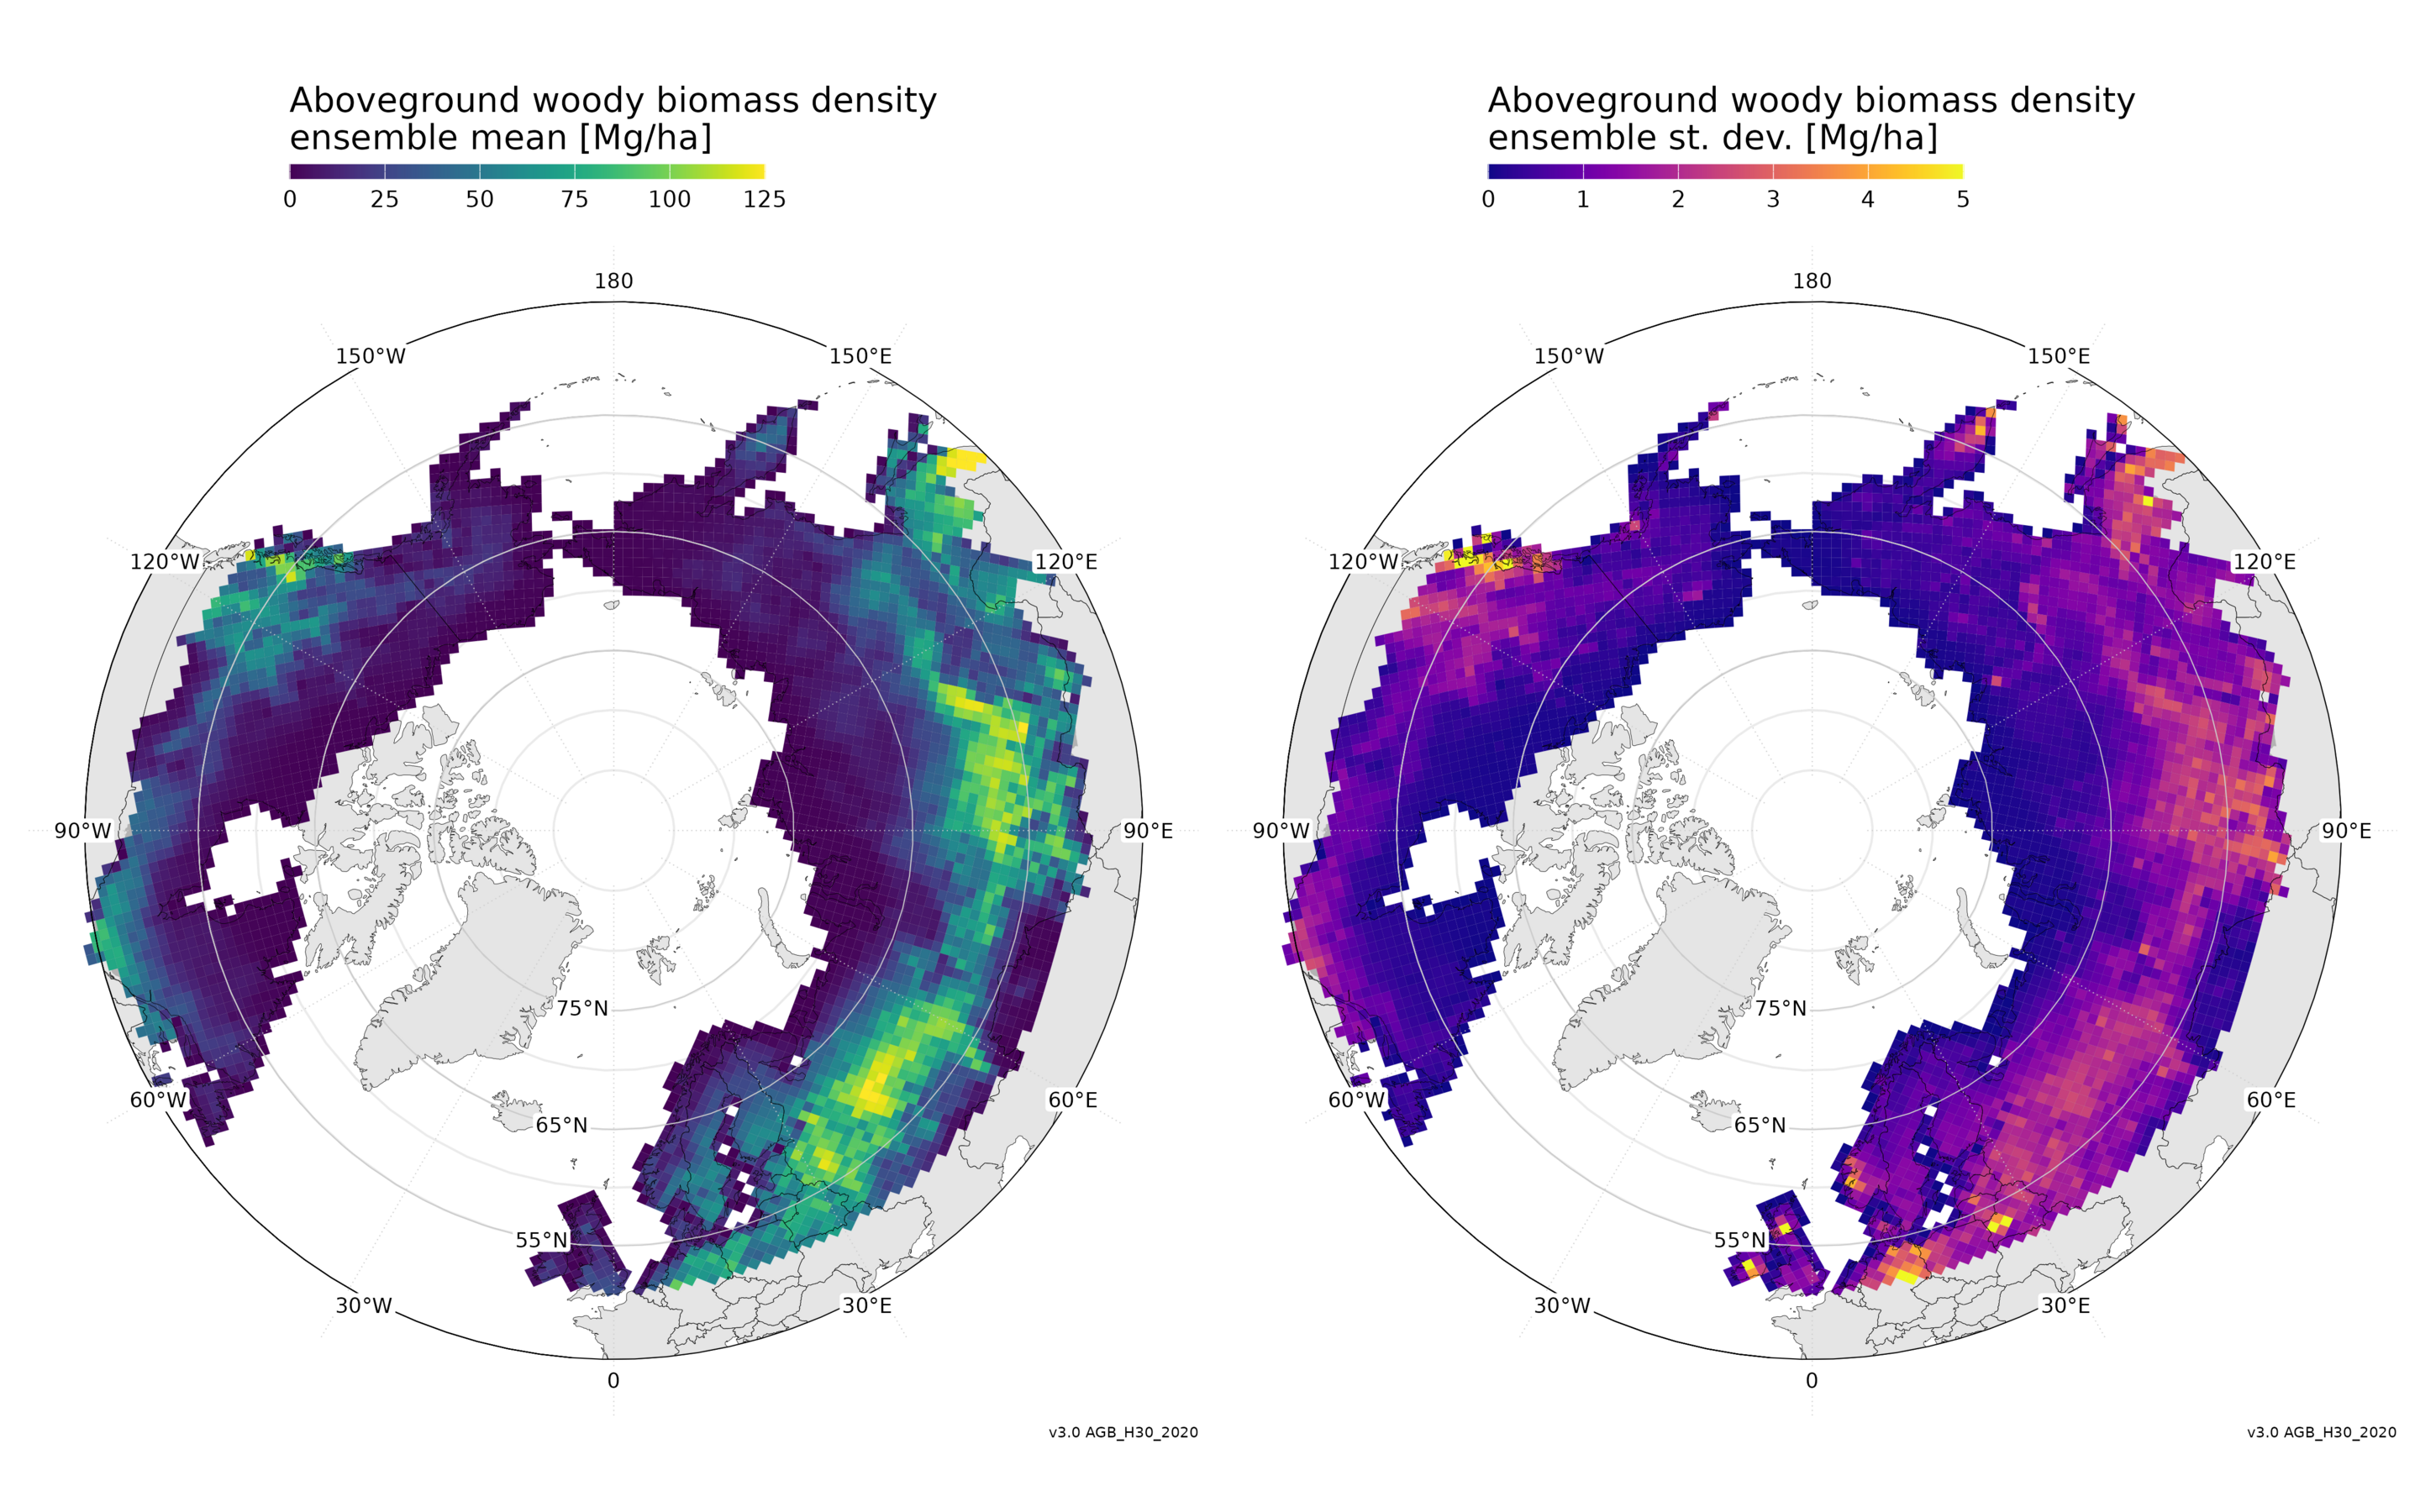 Aboveground woody biomass density
ensemble mean [Mg/ha]
0 25 50 75 100 125
180
150°W 150°E
120°W 120°E
90°W 90°E
75°N
60°W 60°E
65°N
55°N
30°W 30°E
0
v3.0 AGB_H30_2020
Aboveground woody biomass density
ensemble st. dev. [Mg/ha]
0 1 2 3 4 5
180
150°W 150°E
120°W 120°E
90°W 90°E
75°N
60°W 60°E
65°N
55°N
30°W 30°E
0
v3.0 AGB_H30_2020